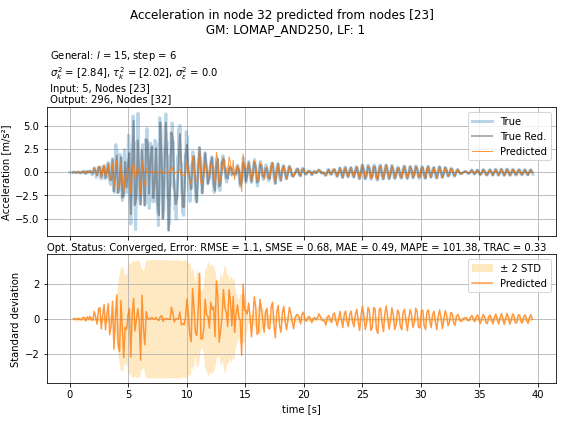 Acceleration in node 32 predicted from nodes [23]
GM: LOMAP_AND250, LF: 1
General: l = 15, step = 6
σ²ₖ = [2.84], τ²ₖ = [2.02], σ²ε = 0.0
Input: 5, Nodes [23]
Output: 296, Nodes [32]
Acceleration [m/s²]
5.0
2.5
0.0
−2.5
−5.0
True
True Red.
Predicted
Opt. Status: Converged, Error: RMSE = 1.1, SMSE = 0.68, MAE = 0.49, MAPE = 101.38, TRAC = 0.33
Standard deviation
2
0
−2
± 2 STD
Predicted
0 5 10 15 20 25 30 35 40
time [s]